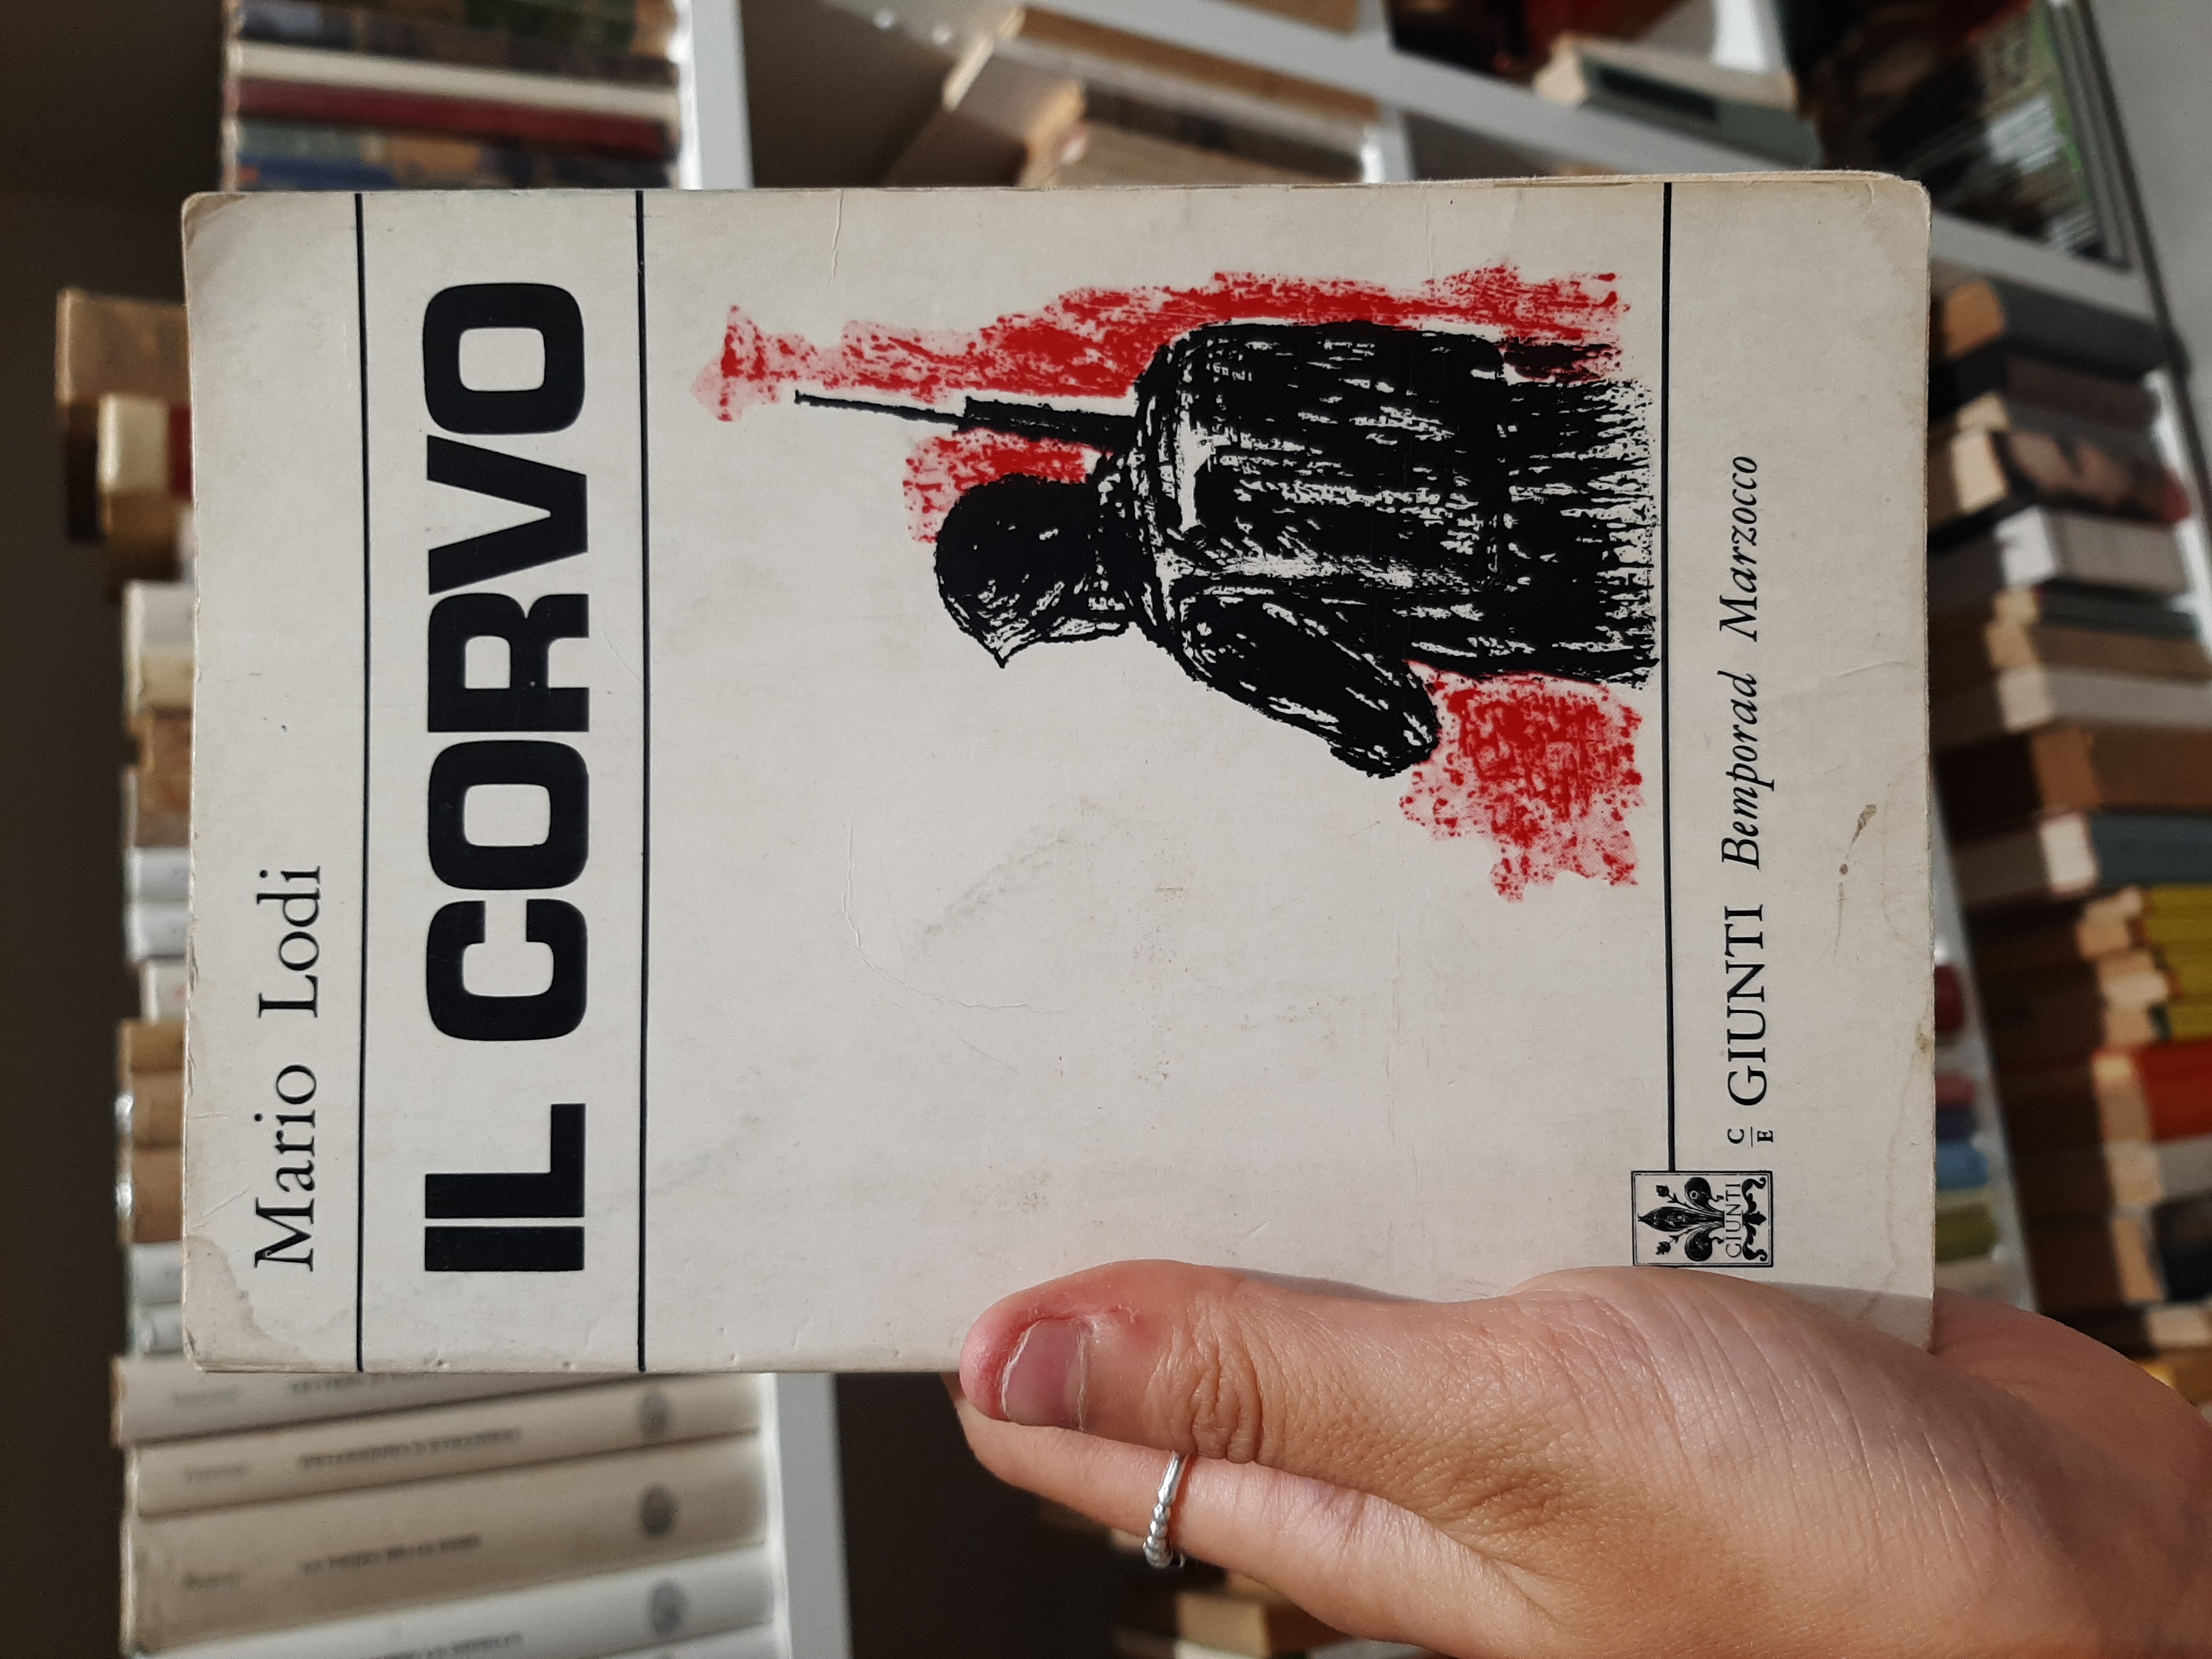 Mario Lodi
IL CORVO
C
E
GIUNTI Bemporad Marzocco
GIUNTI